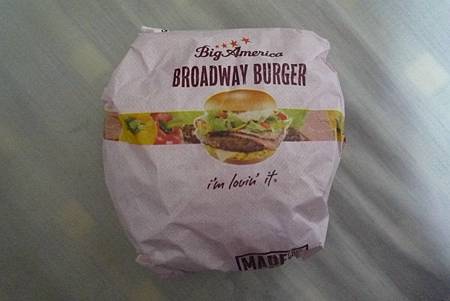 Big America
BROADWAY BURGER
i'm lovin' it.
MADE